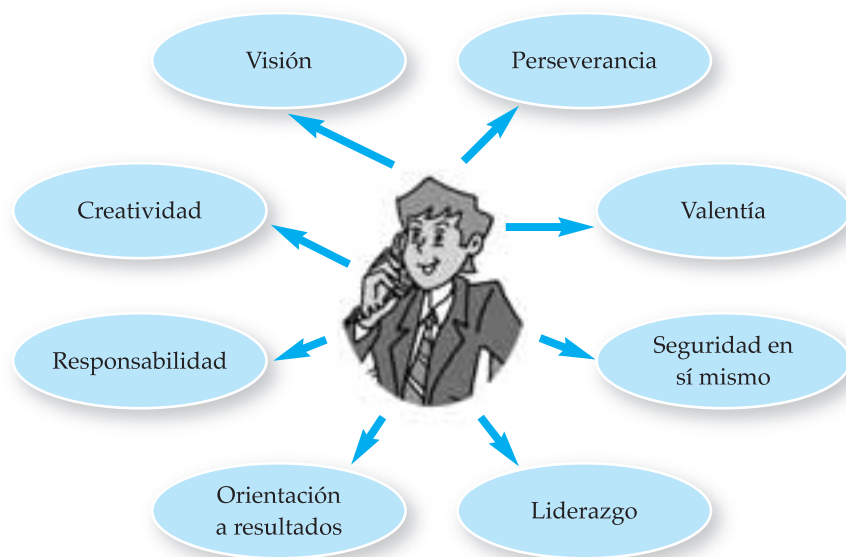 Visión
Perseverancia
Creatividad
Valentía
Responsabilidad
Seguridad en
sí mismo
Orientación
a resultados
Liderazgo